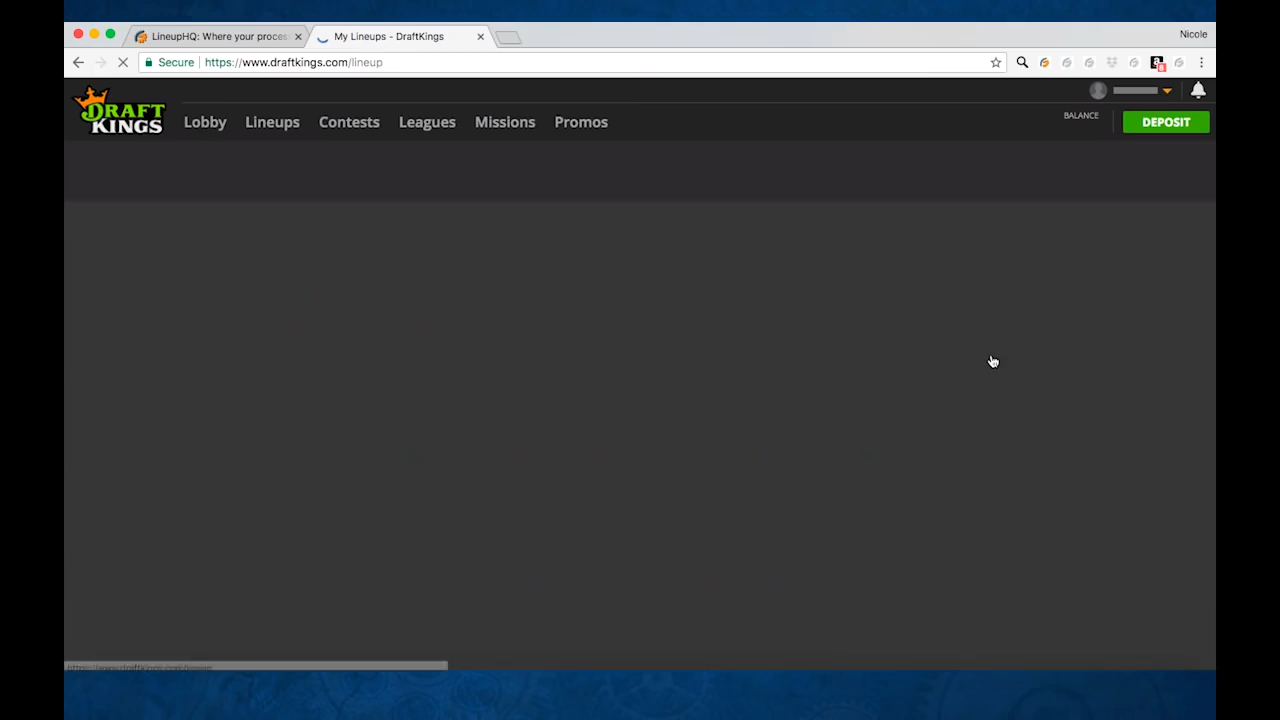 LineupHQ: Where your proces
My Lineups - DraftKings
Nicole
Secure
https://www.draftkings.com/lineup
DRAFT
KINGS
Lobby
Lineups
Contests
Leagues
Missions
Promos
BALANCE
DEPOSIT